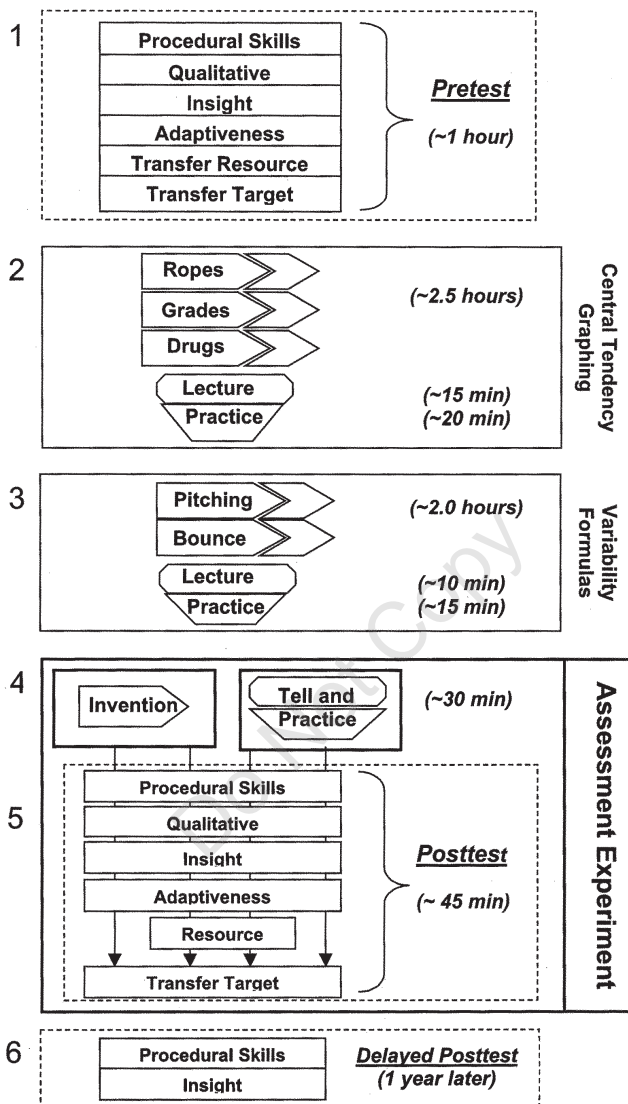 1
Procedural Skills
Qualitative
Insight
Adaptiveness
Transfer Resource
Transfer Target
Pretest
(~1 hour)
2
Ropes
Grades
Drugs
Lecture
Practice
(~2.5 hours)
(~15 min)
(~20 min)
Central Tendency
Graphing
3
Pitching
Bounce
Lecture
Practice
(~2.0 hours)
(~10 min)
(~15 min)
Variability
Formulas
4
Invention
Tell and
Practice
(~30 min)
5
Procedural Skills
Qualitative
Insight
Adaptiveness
Resource
Transfer Target
Posttest
(~ 45 min)
Assessment Experiment
6
Procedural Skills
Insight
Delayed Posttest
(1 year later)
Do Not Copy